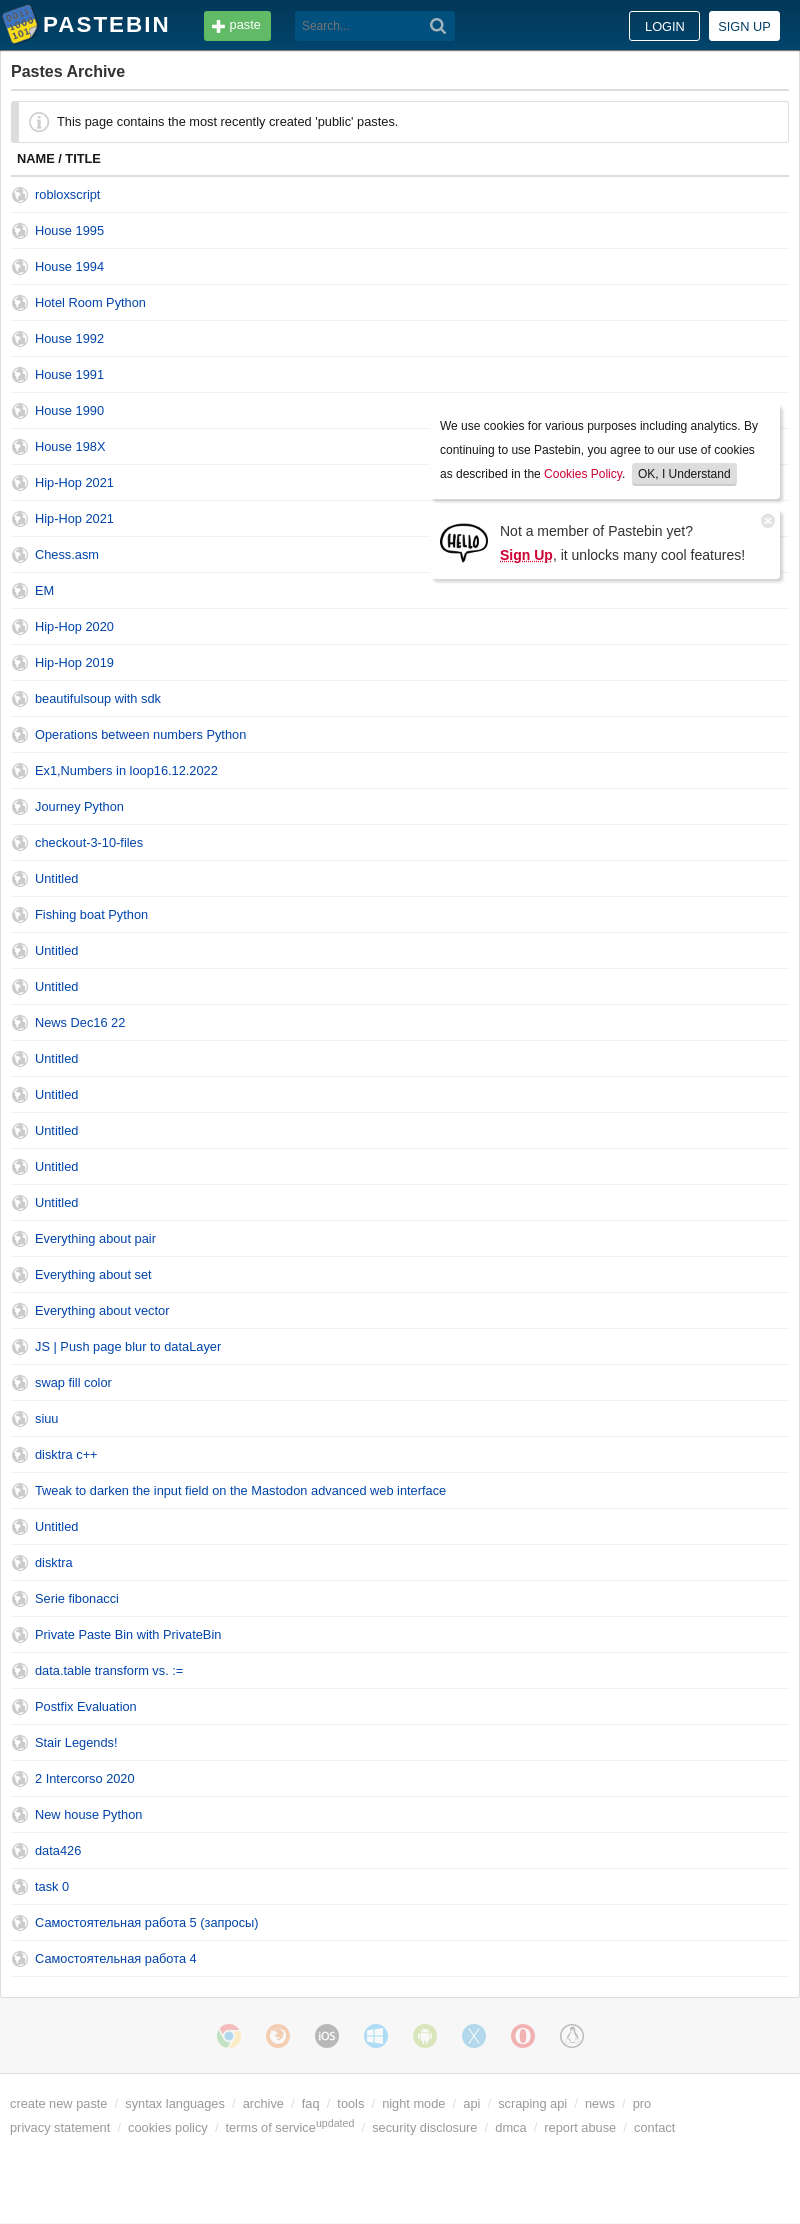 PASTEBIN
paste
Search...
LOGIN
SIGN UP
Pastes Archive
This page contains the most recently created 'public' pastes.
NAME / TITLE
robloxscript
House 1995
House 1994
Hotel Room Python
House 1992
House 1991
House 1990
House 198X
Hip-Hop 2021
Hip-Hop 2021
Chess.asm
EM
Hip-Hop 2020
Hip-Hop 2019
beautifulsoup with sdk
Operations between numbers Python
Ex1,Numbers in loop16.12.2022
Journey Python
checkout-3-10-files
Untitled
Fishing boat Python
Untitled
Untitled
News Dec16 22
Untitled
Untitled
Untitled
Untitled
Untitled
Everything about pair
Everything about set
Everything about vector
JS | Push page blur to dataLayer
swap fill color
siuu
disktra c++
Tweak to darken the input field on the Mastodon advanced web interface
Untitled
disktra
Serie fibonacci
Private Paste Bin with PrivateBin
data.table transform vs. :=
Postfix Evaluation
Stair Legends!
2 Intercorso 2020
New house Python
data426
task 0
Самостоятельная работа 5 (запросы)
Самостоятельная работа 4
We use cookies for various purposes including analytics. By
continuing to use Pastebin, you agree to our use of cookies
as described in the Cookies Policy. OK, I Understand
HELLO
Not a member of Pastebin yet?
Sign Up, it unlocks many cool features!
iOS
create new paste / syntax languages / archive / faq / tools / night mode / api / scraping api / news / pro
privacy statement / cookies policy / terms of serviceupdated / security disclosure / dmca / report abuse / contact